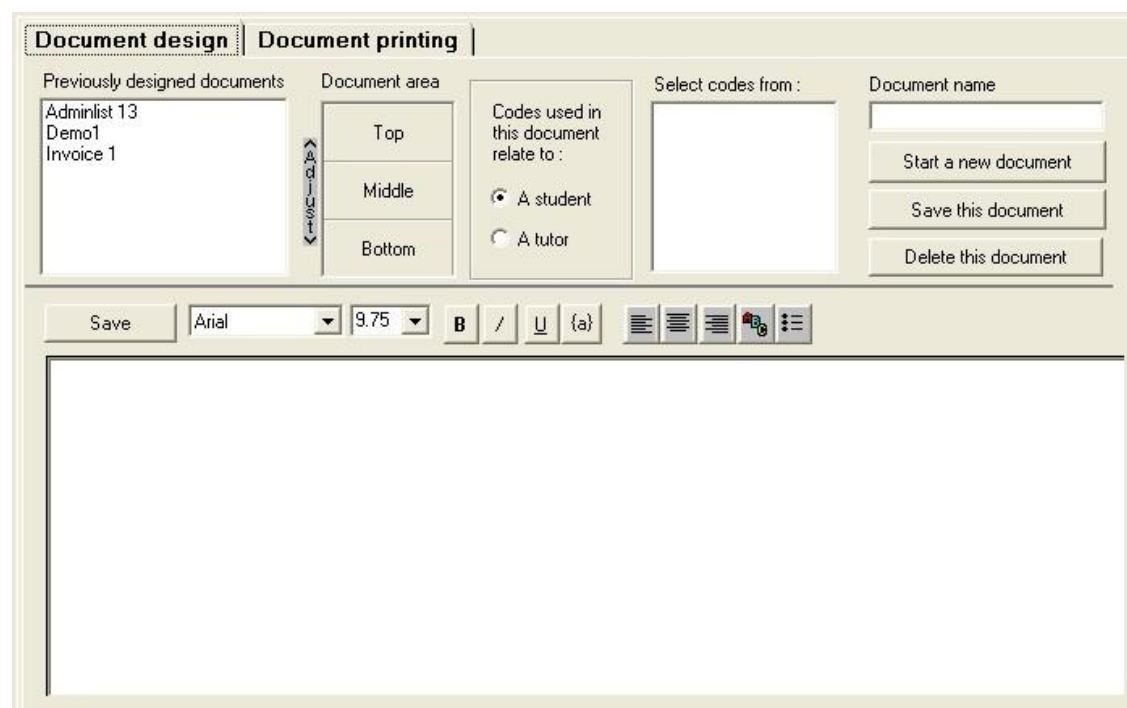 Document design
Document printing
Previously designed documents
Adminlist 13
Demo1
Invoice 1
<Adjust>
Document area
Top
Middle
Bottom
Codes used in
this document
relate to :
A student
A tutor
Select codes from :
Document name
Start a new document
Save this document
Delete this document
Save
Arial
9.75
B
/
U
{a}